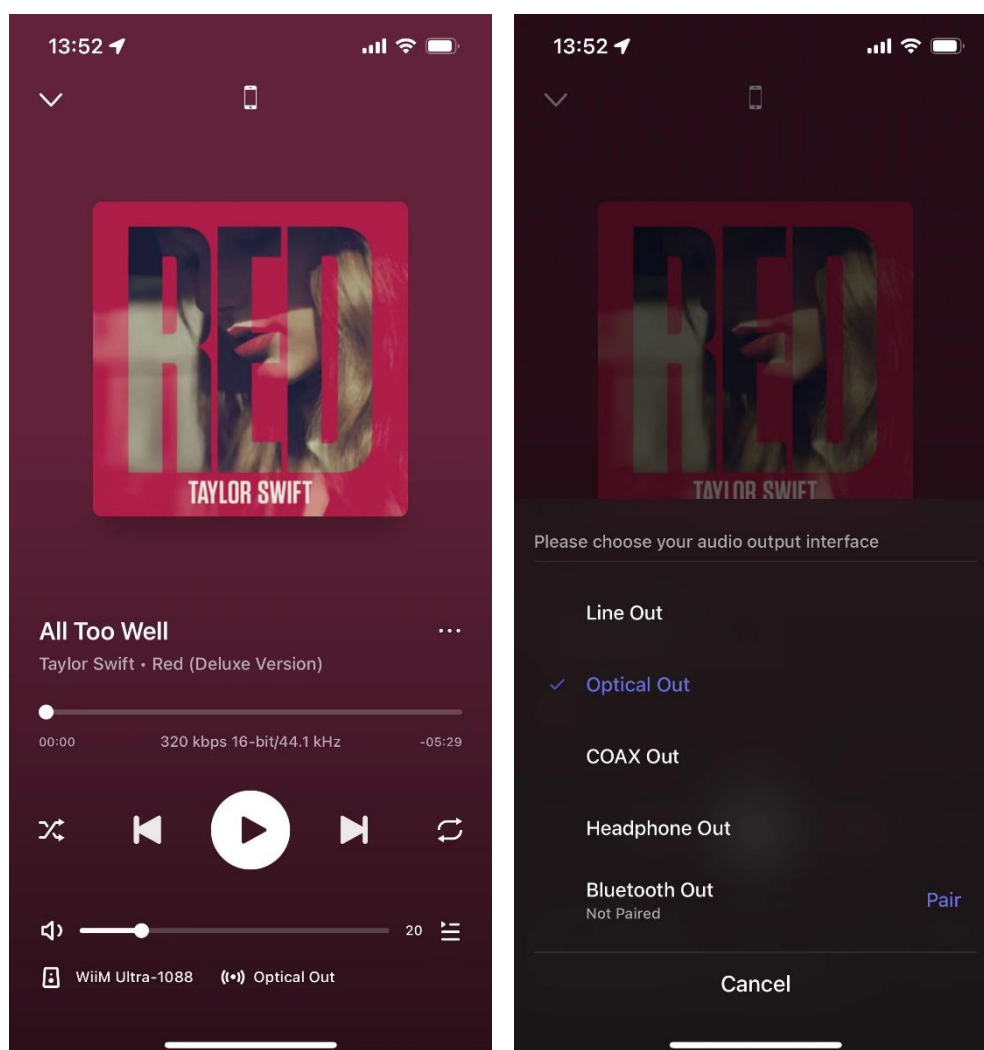 13:52
RED
TAYLOR SWIFT
All Too Well
Taylor Swift • Red (Deluxe Version)
00:00 320 kbps 16-bit/44.1 kHz -05:29
20
WiiM Ultra-1088 Optical Out
13:52
RED
TAYLOR SWIFT
Please choose your audio output interface
Line Out
Optical Out
COAX Out
Headphone Out
Bluetooth Out
Not Paired
Pair
Cancel